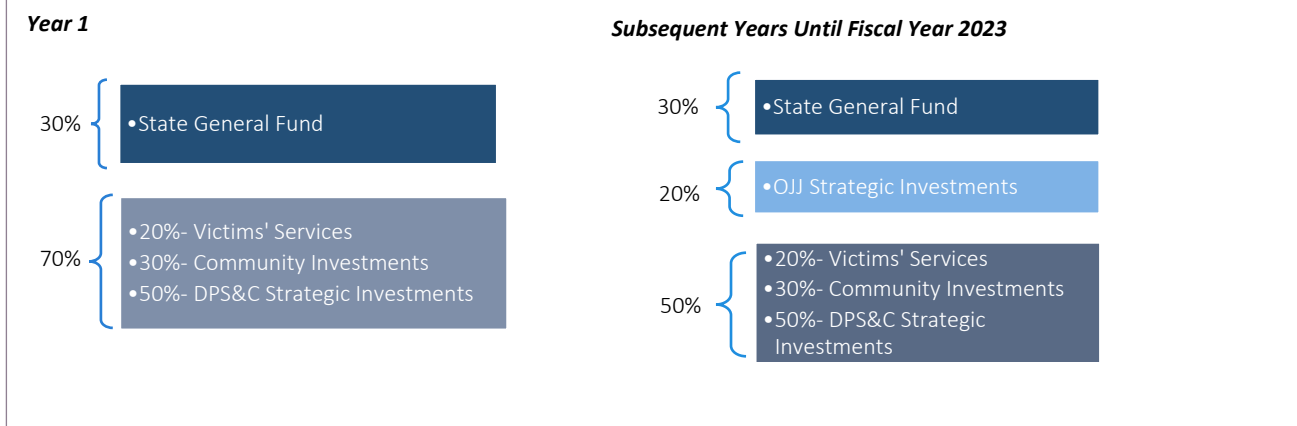 Year 1
30%
•State General Fund
70%
•20%- Victims' Services
•30%- Community Investments
•50%- DPS&C Strategic Investments
Subsequent Years Until Fiscal Year 2023
30%
•State General Fund
20%
•OJJ Strategic Investments
50%
•20%- Victims' Services
•30%- Community Investments
•50%- DPS&C Strategic
Investments